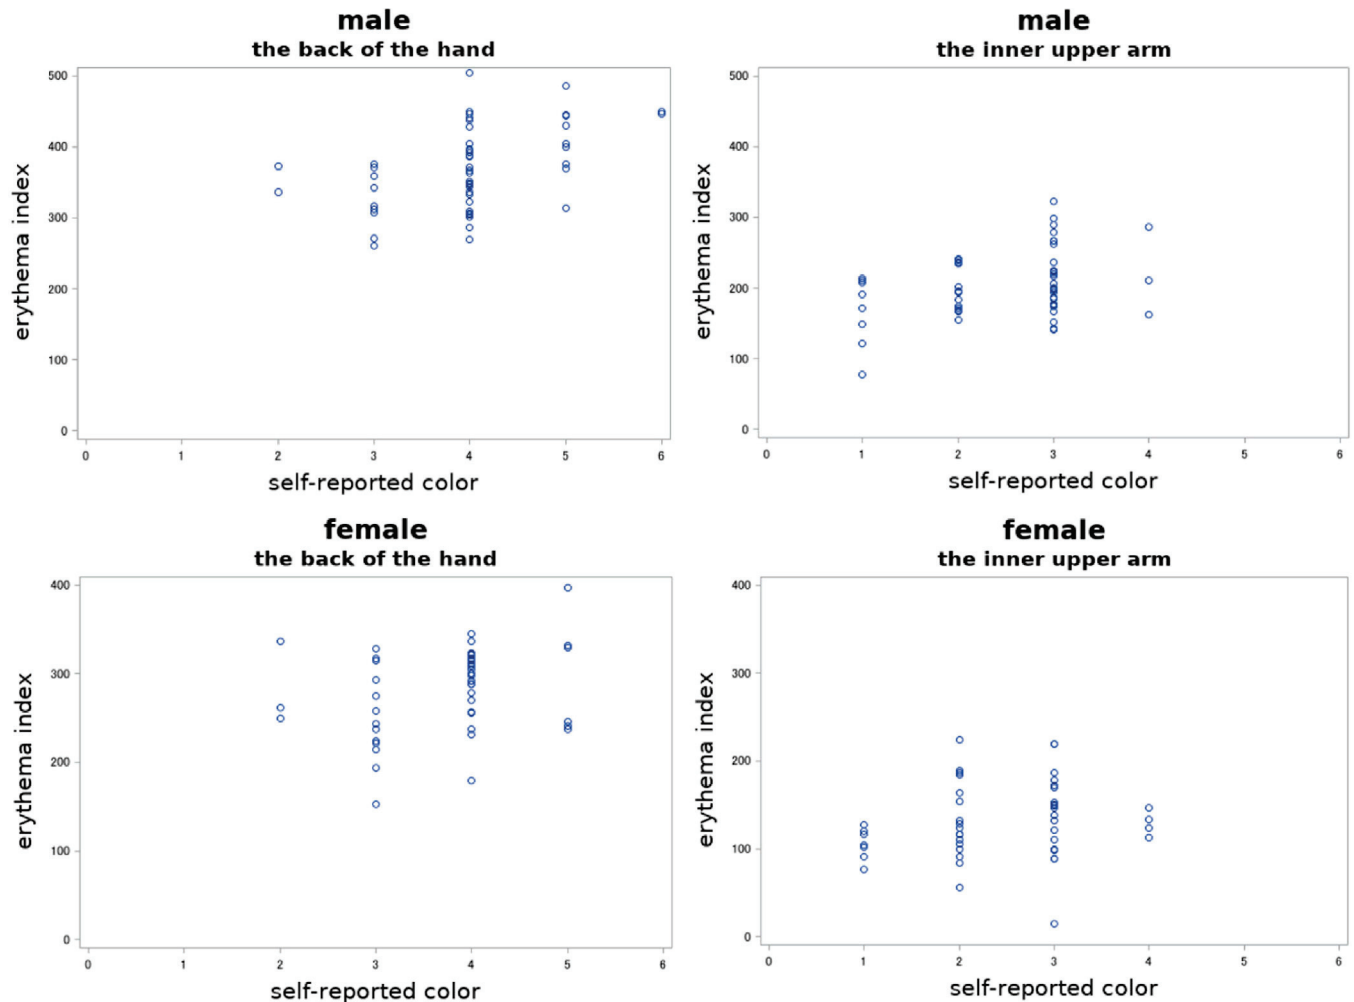 male
the back of the hand
500
400
300
200
100
0
erythema index
0 1 2 3 4 5 6
self-reported color
male
the inner upper arm
500
400
300
200
100
0
erythema index
0 1 2 3 4 5 6
self-reported color
female
the back of the hand
400
300
200
100
0
erythema index
0 1 2 3 4 5 6
self-reported color
female
the inner upper arm
400
300
200
100
0
erythema index
0 1 2 3 4 5 6
self-reported color